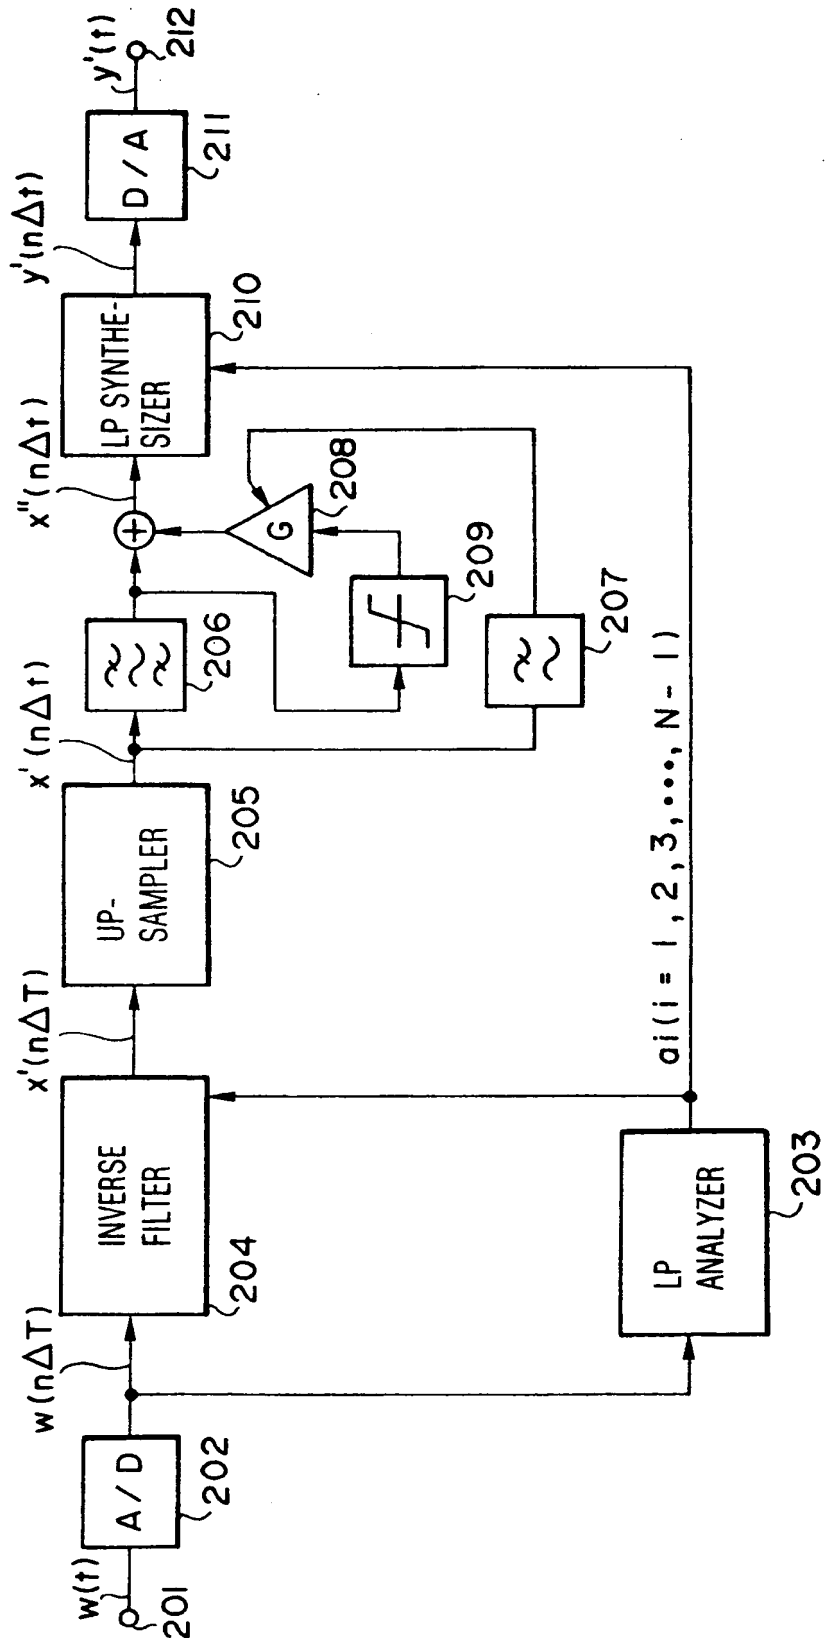 w(t)
201
A/D
202
w(nΔT)
INVERSE
FILTER
204
x'(nΔT)
UP-
SAMPLER
205
x'(nΔt)
206
x"(nΔt)
LP SYNTHE-
SIZER
210
y'(nΔt)
D/A
211
y'(t)
212
G
208
209
207
ai(i = 1, 2, 3, •••, N - 1)
LP
ANALYZER
203